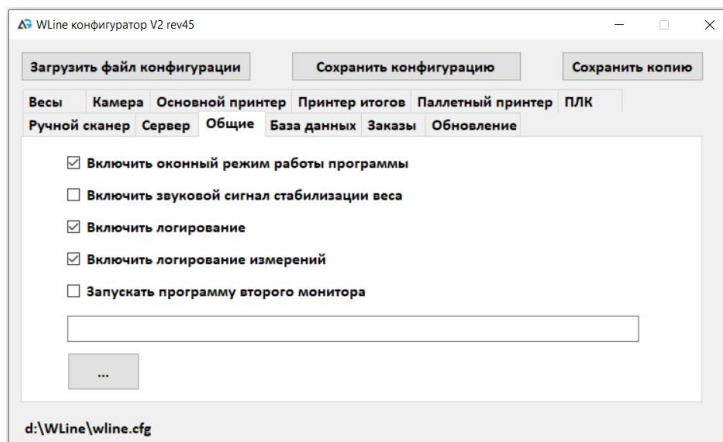 WLine конфигуратор V2 rev45
Загрузить файл конфигурации Сохранить конфигурацию Сохранить копию
Весы Камера Основной принтер Принтер итогов Паллетный принтер ПЛК
Ручной сканер Сервер Общие База данных Заказы Обновление
Включить оконный режим работы программы
Включить звуковой сигнал стабилизации веса
Включить логирование
Включить логирование измерений
Запускать программу второго монитора
...
d:\WLine\wline.cfg